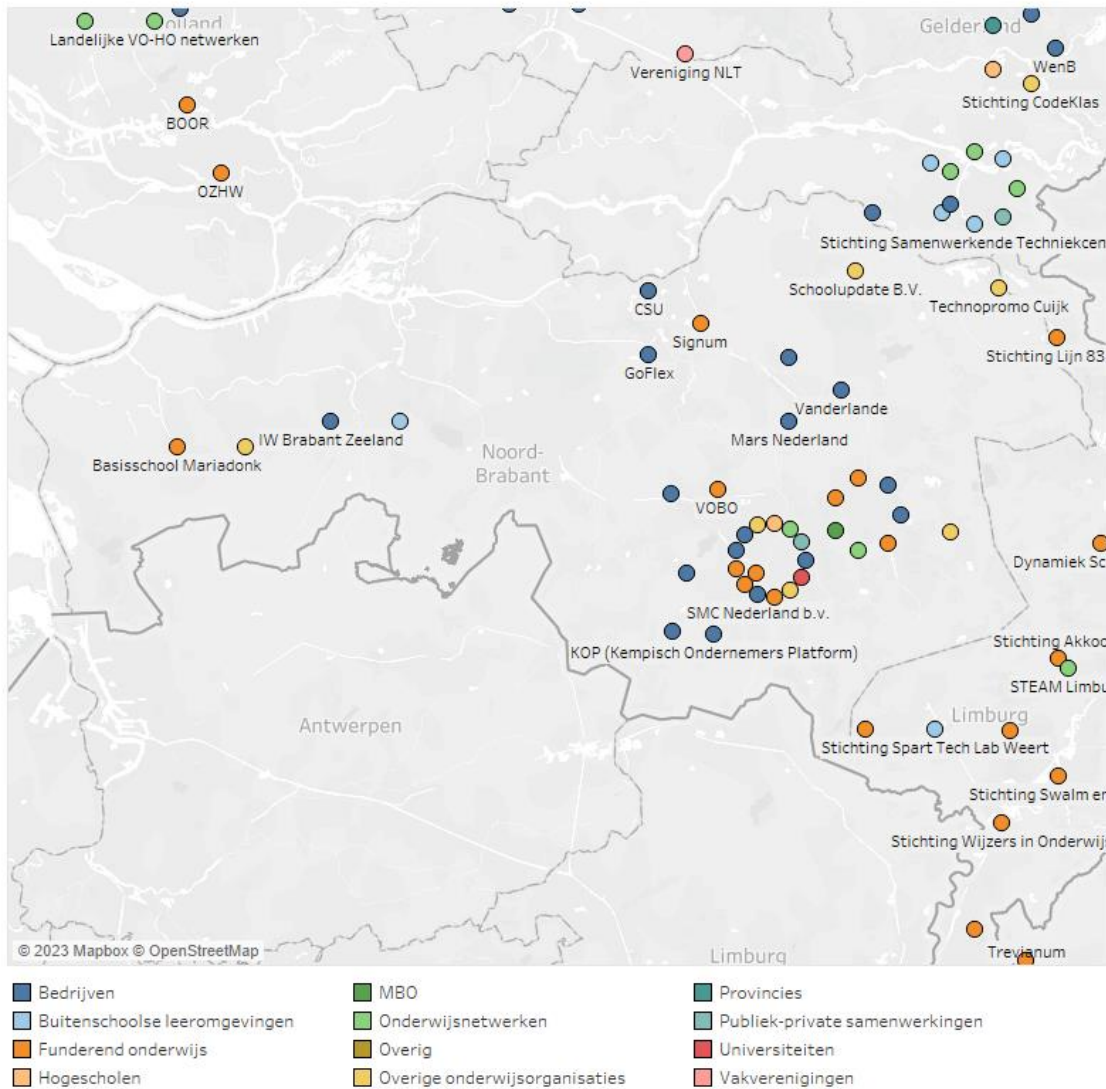 olland
Landelijke VO-HO netwerken
Gelderland
WenB
Vereniging NLT
Stichting CodeKlas
BOOR
OZHW
Stichting Samenwerkende Techniekcen
Schoolupdate B.V.
Technopromo Cuijk
CSU
Signum
Stichting Lijn 83
GoFlex
Vanderlande
Mars Nederland
IW Brabant Zeeland
Basisschool Mariadonk
Noord-
Brabant
VOBO
Dynamiek Sc
SMC Nederland b.v.
Stichting Akkoo
KOP (Kempisch Ondernemers Platform)
STEAM Limbu
Limburg
Antwerpen
Stichting Spart Tech Lab Weert
Stichting Swalm en
Stichting Wijzers in Onderwijs
Trevianum
Limburg
© 2023 Mapbox © OpenStreetMap
Bedrijven
Buitenschoolse leeromgevingen
Funderend onderwijs
Hogescholen
MBO
Onderwijsnetwerken
Overig
Overige onderwijsorganisaties
Provincies
Publiek-private samenwerkingen
Universiteiten
Vakverenigingen